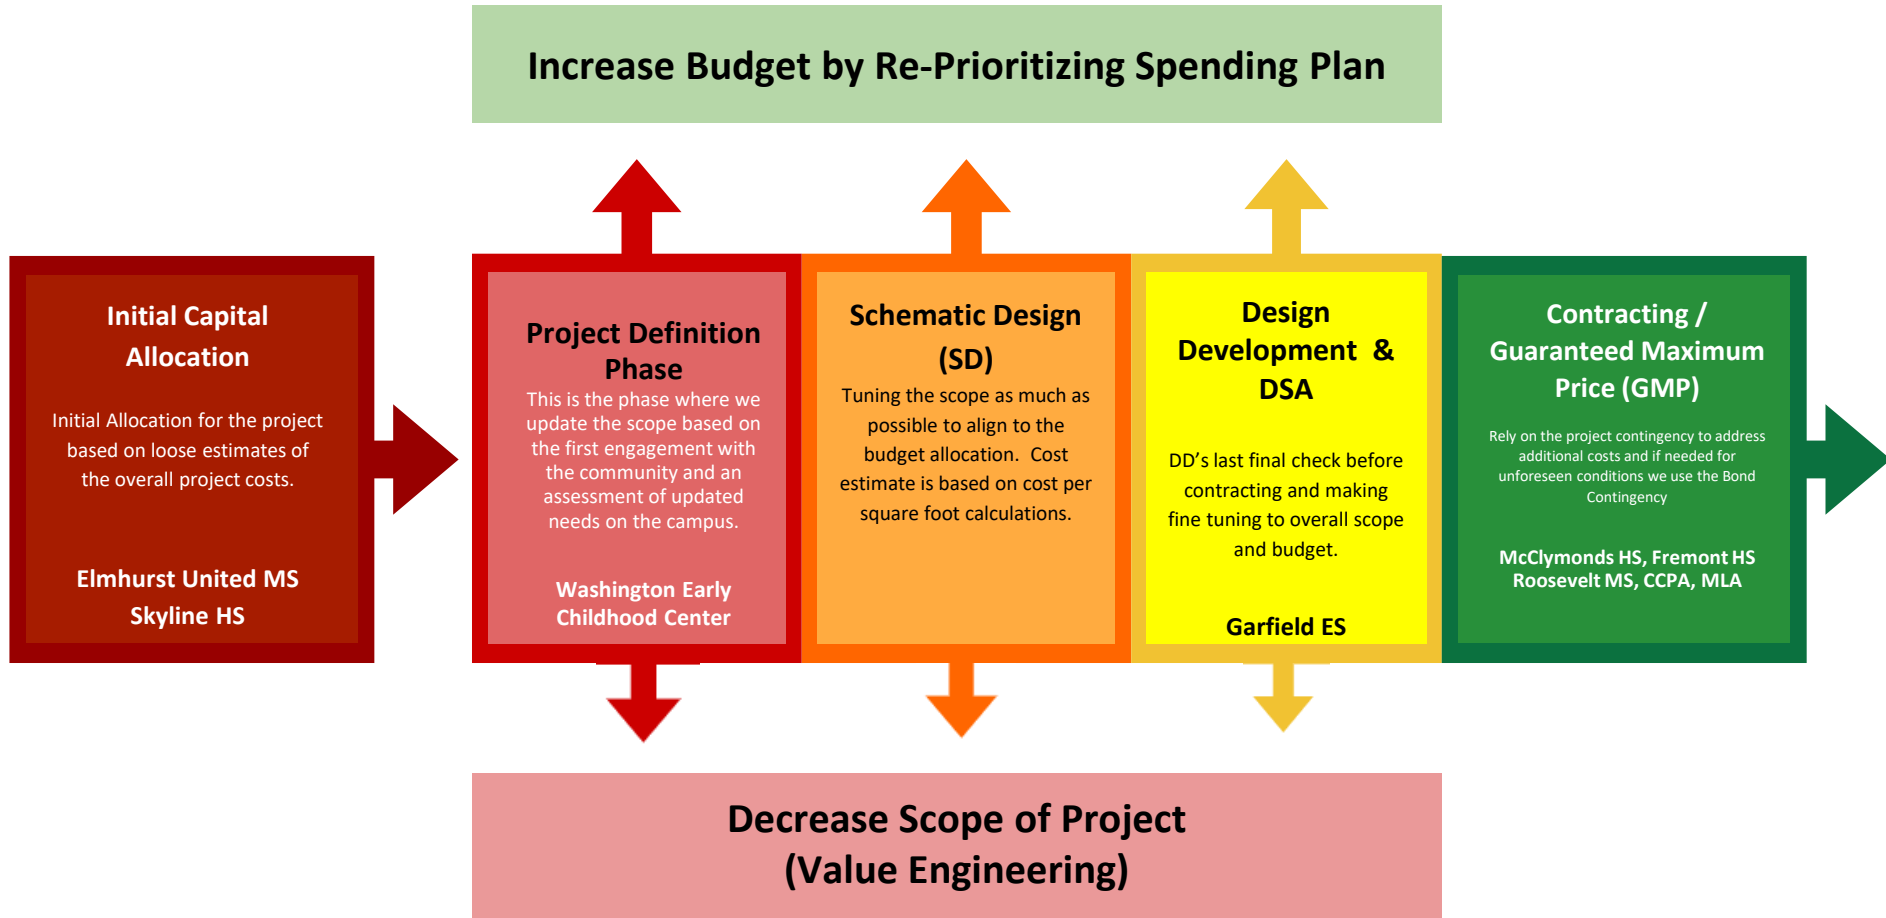 Increase Budget by Re-Prioritizing Spending Plan
Initial Capital
Allocation
Initial Allocation for the project
based on loose estimates of
the overall project costs.
Elmhurst United MS
Skyline HS
Project Definition
Phase
This is the phase where we
update the scope based on
the first engagement with
the community and an
assessment of updated
needs on the campus.
Washington Early
Childhood Center
Schematic Design
(SD)
Tuning the scope as much as
possible to align to the
budget allocation.  Cost
estimate is based on cost per
square foot calculations.
Design
Development  &
DSA
DD's last final check before
contracting and making
fine tuning to overall scope
and budget.
Garfield ES
Contracting /
Guaranteed Maximum
Price (GMP)
Rely on the project contingency to address
additional costs and if needed for
unforeseen conditions we use the Bond
Contingency
McClymonds HS, Fremont HS
Roosevelt MS, CCPA, MLA
Decrease Scope of Project
(Value Engineering)